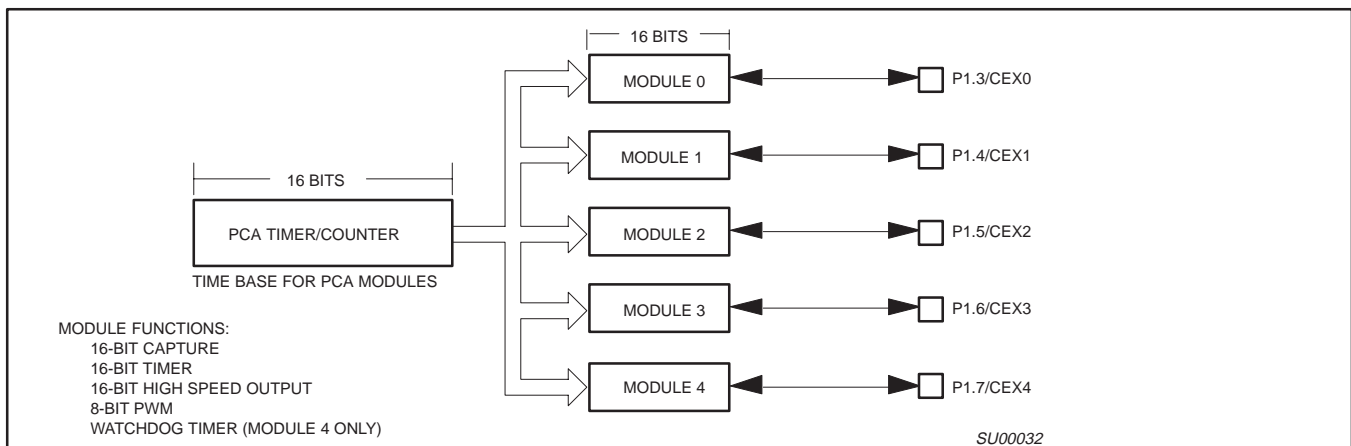 16 BITS
MODULE 0
P1.3/CEX0
MODULE 1
P1.4/CEX1
16 BITS
PCA TIMER/COUNTER
TIME BASE FOR PCA MODULES
MODULE 2
P1.5/CEX2
MODULE 3
P1.6/CEX3
MODULE 4
P1.7/CEX4
MODULE FUNCTIONS:
16-BIT CAPTURE
16-BIT TIMER
16-BIT HIGH SPEED OUTPUT
8-BIT PWM
WATCHDOG TIMER (MODULE 4 ONLY)
SU00032